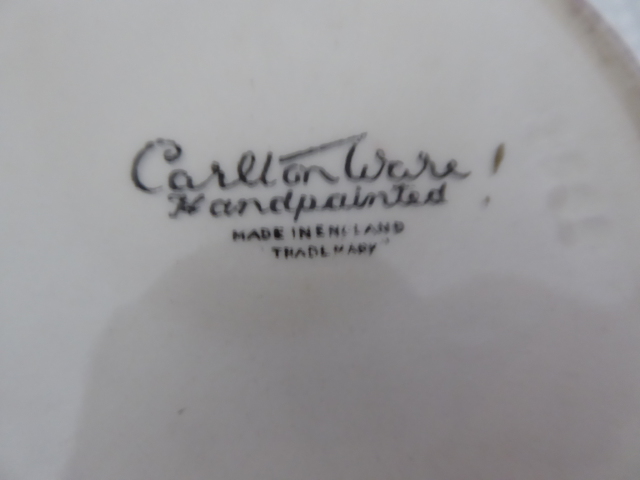 Carlton Ware!
Handpainted
MADE IN ENGLAND
"TRADE MARK"